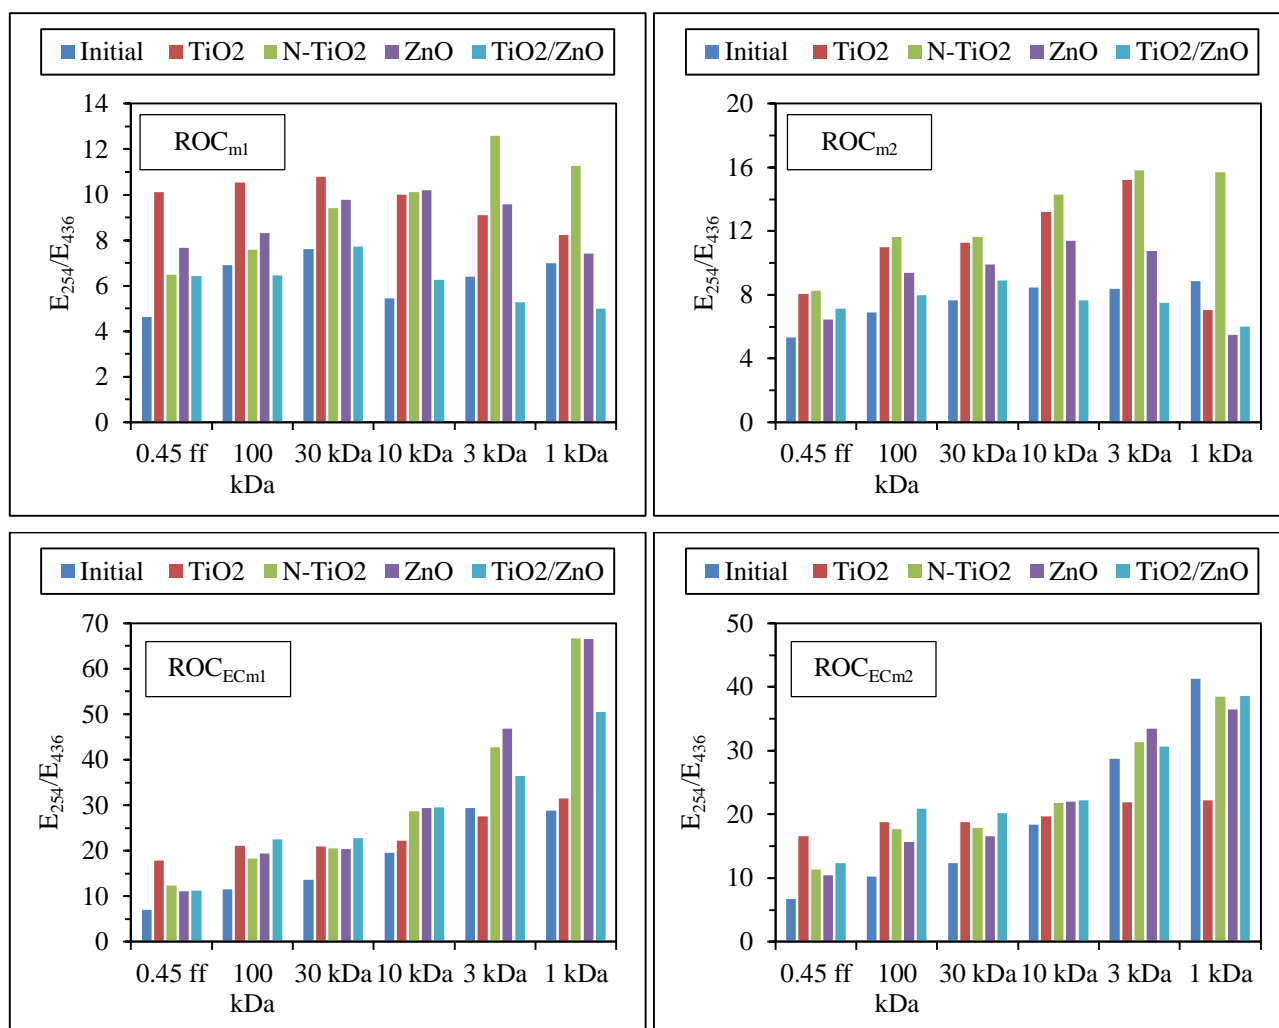 Initial TiO2 N-TiO2 ZnO TiO2/ZnO
ROCm1
E254/E436
14
12
10
8
6
4
2
0
0.45 ff 100 kDa 30 kDa 10 kDa 3 kDa 1 kDa
Initial TiO2 N-TiO2 ZnO TiO2/ZnO
ROCm2
E254/E436
20
16
12
8
4
0
0.45 ff 100 kDa 30 kDa 10 kDa 3 kDa 1 kDa
Initial TiO2 N-TiO2 ZnO TiO2/ZnO
ROCECm1
E254/E436
70
60
50
40
30
20
10
0
0.45 ff 100 kDa 30 kDa 10 kDa 3 kDa 1 kDa
Initial TiO2 N-TiO2 ZnO TiO2/ZnO
ROCECm2
E254/E436
50
40
30
20
10
0
0.45 ff 100 kDa 30 kDa 10 kDa 3 kDa 1 kDa